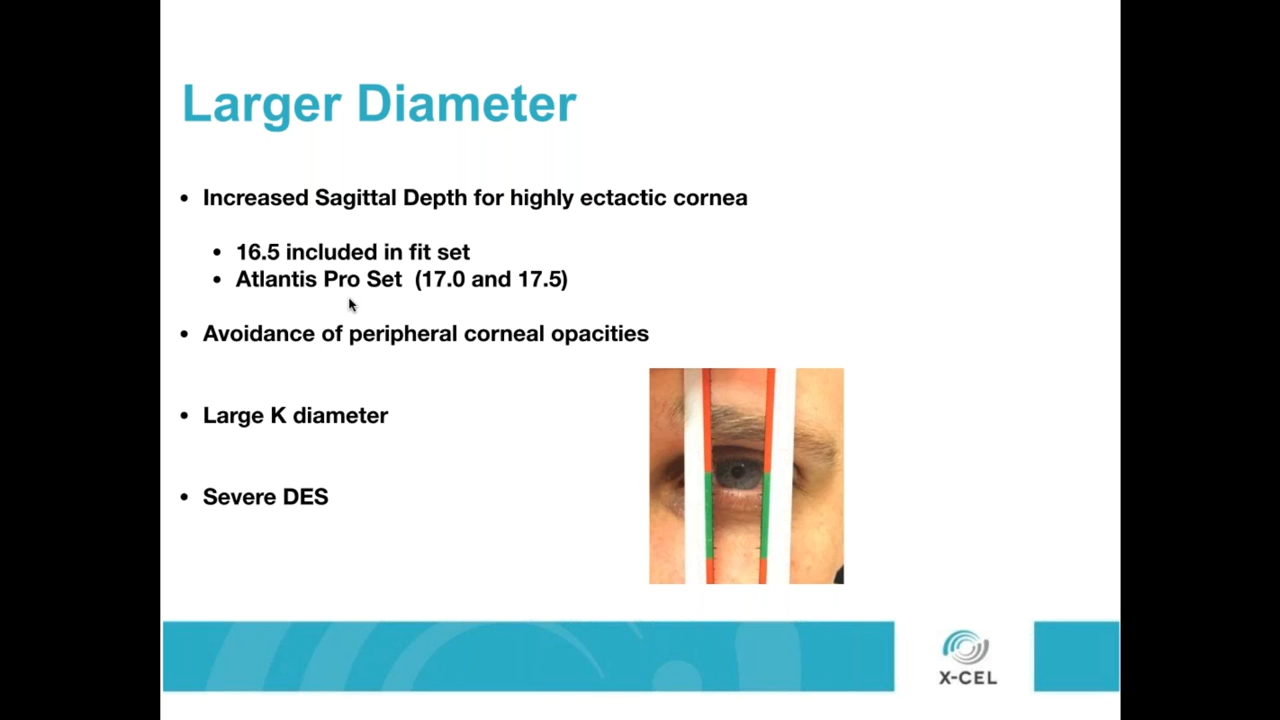 Larger Diameter
• Increased Sagittal Depth for highly ectactic cornea
• 16.5 included in fit set
• Atlantis Pro Set (17.0 and 17.5)
• Avoidance of peripheral corneal opacities
• Large K diameter
• Severe DES
X-CEL